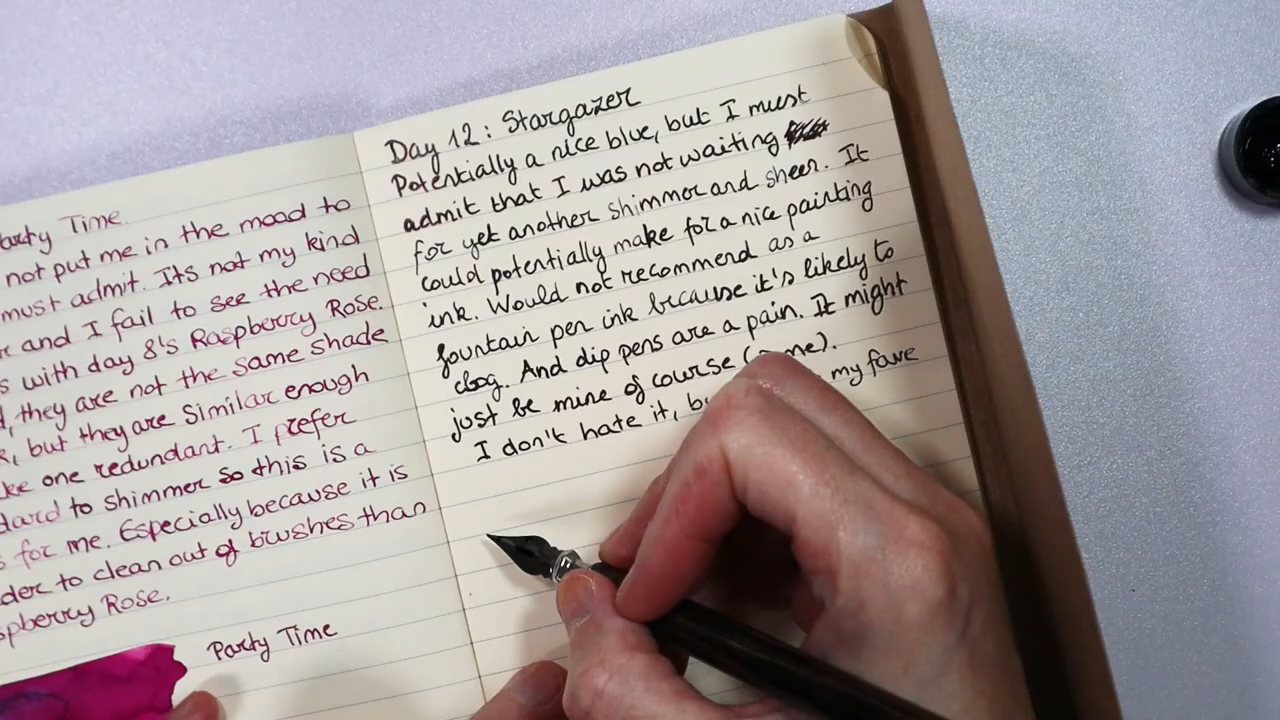 Party Time.
not put me in the mood to
must admit. Its not my kind
and I fail to see the need
with day 8's Raspberry Rose.
they are not the same shade
but they are Similar enough
one redundant. I prefer
to Shimmer so this is a
for me. Especially because it is
to clean out of brushes than
Rose.
Party Time
Day 12: Stargazer
Potentially a nice blue, but I must
admit that I was not waiting
for yet another shimmer and sheer. It
could potentially make for a nice painting
ink. Would not recommend as a
fountain pen ink because it's likely to
clog. And dip pens are a pain. It might
just be mine of course
I don't hate it, my fave